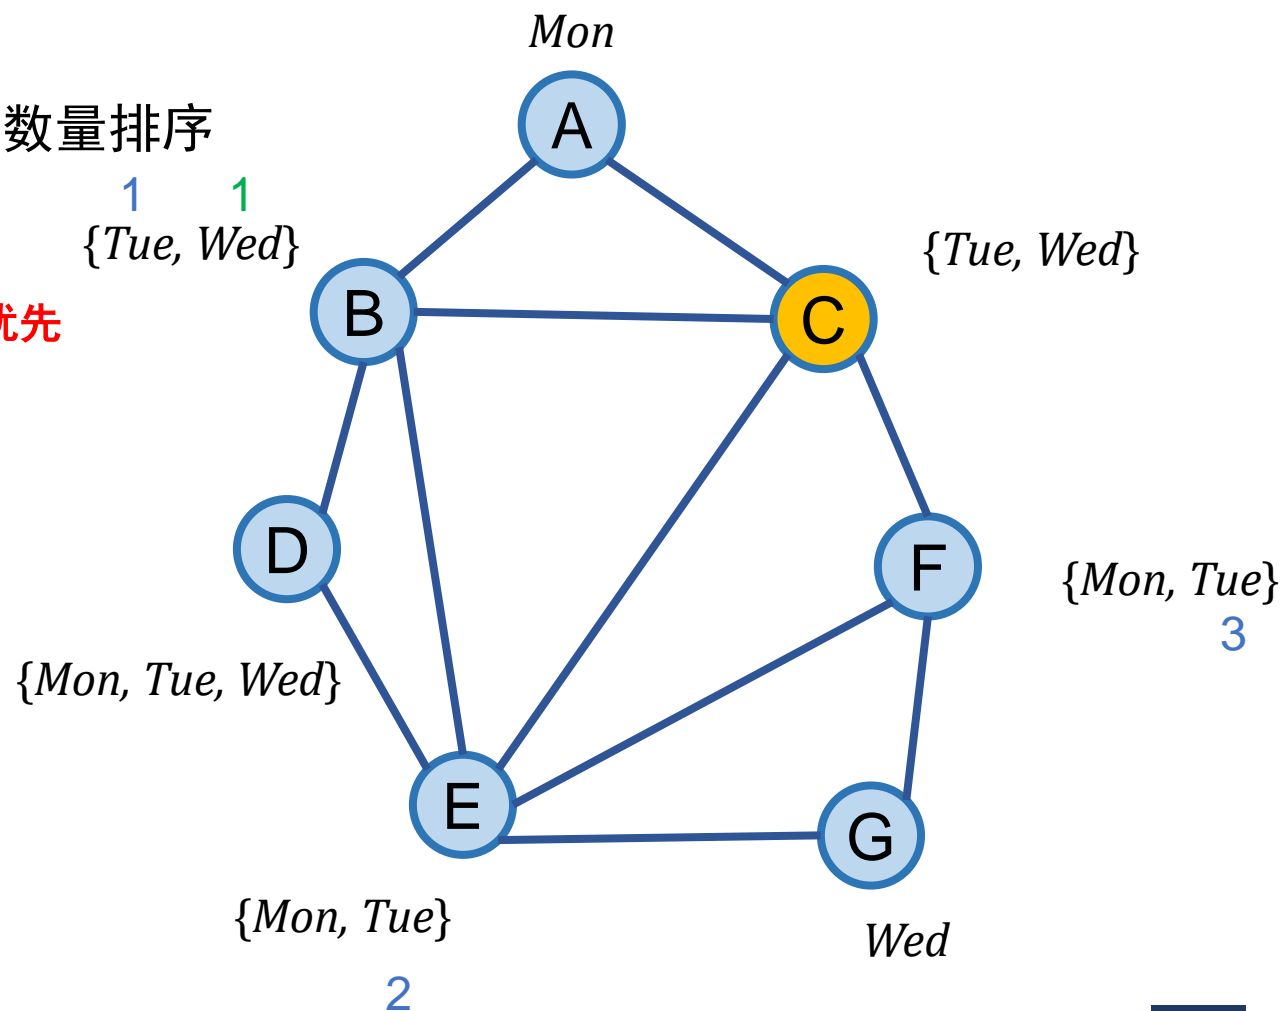 Mon
A
数量排序
1 1
{Tue, Wed}
{Tue, Wed}
优先
B
C
D
F
{Mon, Tue}
3
{Mon, Tue, Wed}
E
G
{Mon, Tue}
Wed
2